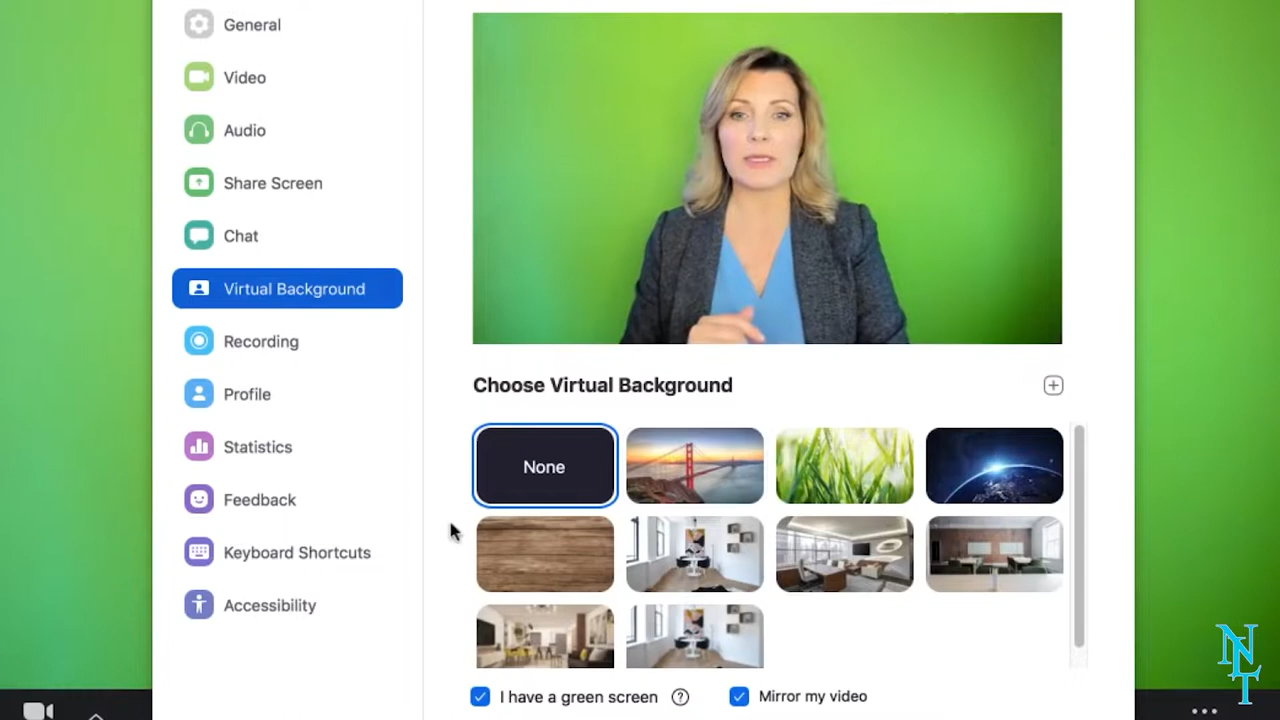 General
Video
Audio
Share Screen
Chat
Virtual Background
Recording
Profile
Statistics
Feedback
Keyboard Shortcuts
Accessibility
Choose Virtual Background
None
I have a green screen ?
Mirror my video
NLT